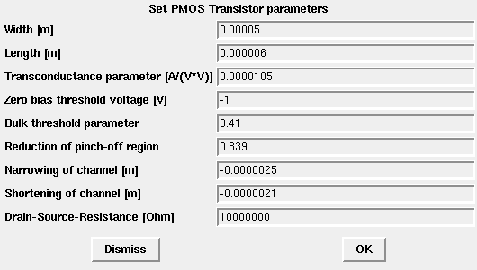 Set PMOS Transistor parameters
Width [m] 0.00005
Length [m] 0.000006
Transconductance parameter [A/(V*V)] 0.0000105
Zero bias threshold voltage [V] -1
Bulk threshold parameter 0.41
Reduction of pinch-off region 0.839
Narrowing of channel [m] -0.0000025
Shortening of channel [m] -0.0000021
Drain-Source-Resistance [Ohm] 10000000
Dismiss OK